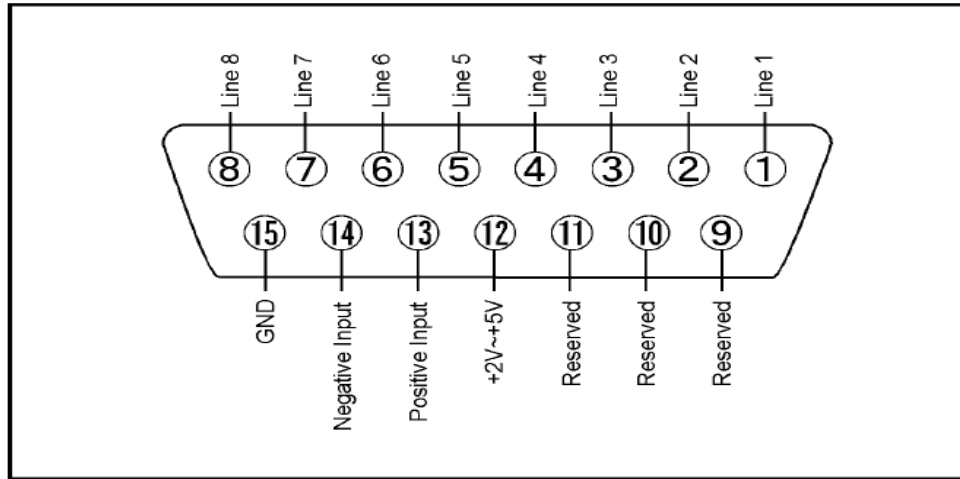 Line 8
Line 7
Line 6
Line 5
Line 4
Line 3
Line 2
Line 1
8
7
6
5
4
3
2
1
15
14
13
12
11
10
9
GND
Negative Input
Positive Input
+2V~+5V
Reserved
Reserved
Reserved